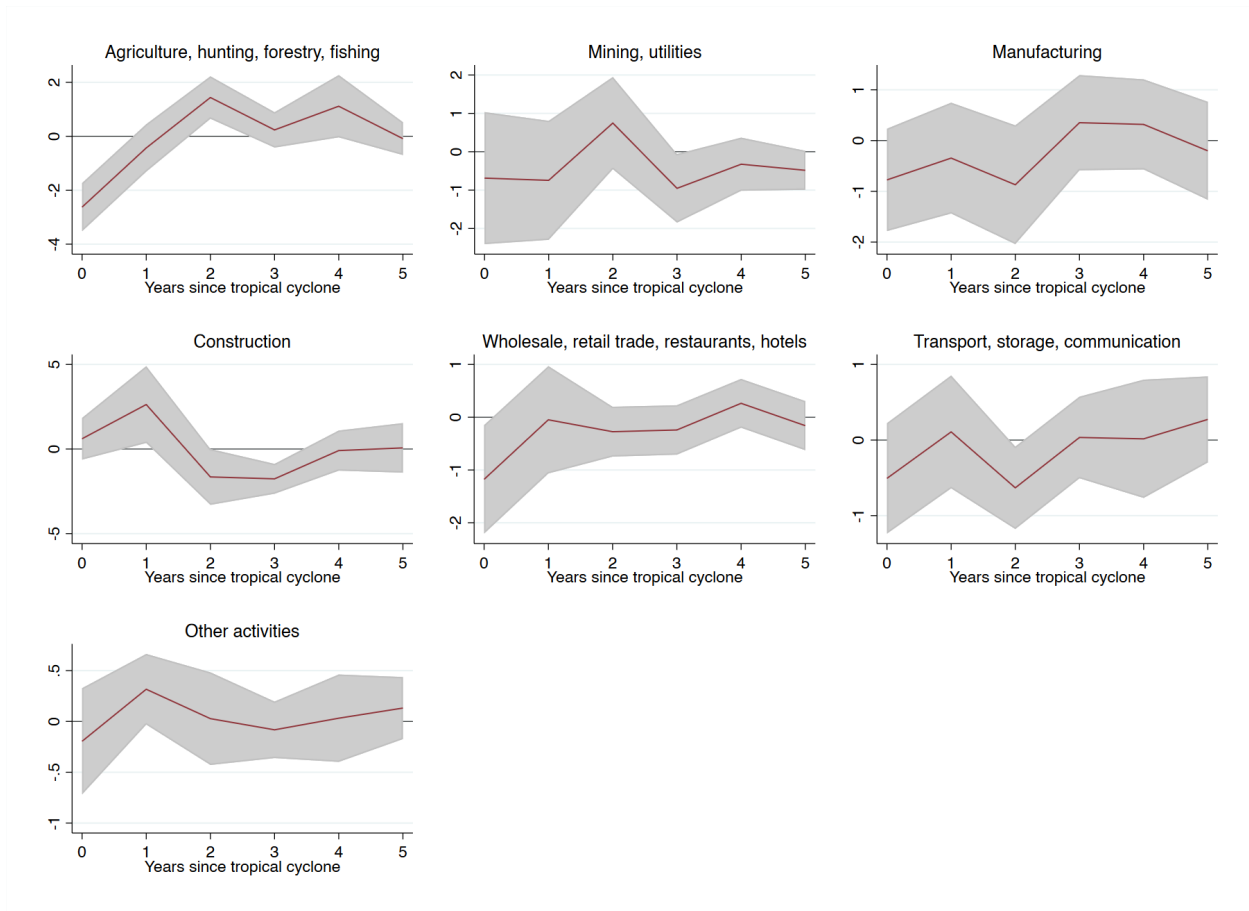 Agriculture, hunting, forestry, fishing
2
0
-2
-4
0 1 2 3 4 5
Years since tropical cyclone
Mining, utilities
2
1
0
-1
-2
0 1 2 3 4 5
Years since tropical cyclone
Manufacturing
1
0
-1
-2
0 1 2 3 4 5
Years since tropical cyclone
Construction
5
0
-5
0 1 2 3 4 5
Years since tropical cyclone
Wholesale, retail trade, restaurants, hotels
1
0
-1
-2
0 1 2 3 4 5
Years since tropical cyclone
Transport, storage, communication
1
0
-1
0 1 2 3 4 5
Years since tropical cyclone
Other activities
.5
0
-.5
-1
0 1 2 3 4 5
Years since tropical cyclone